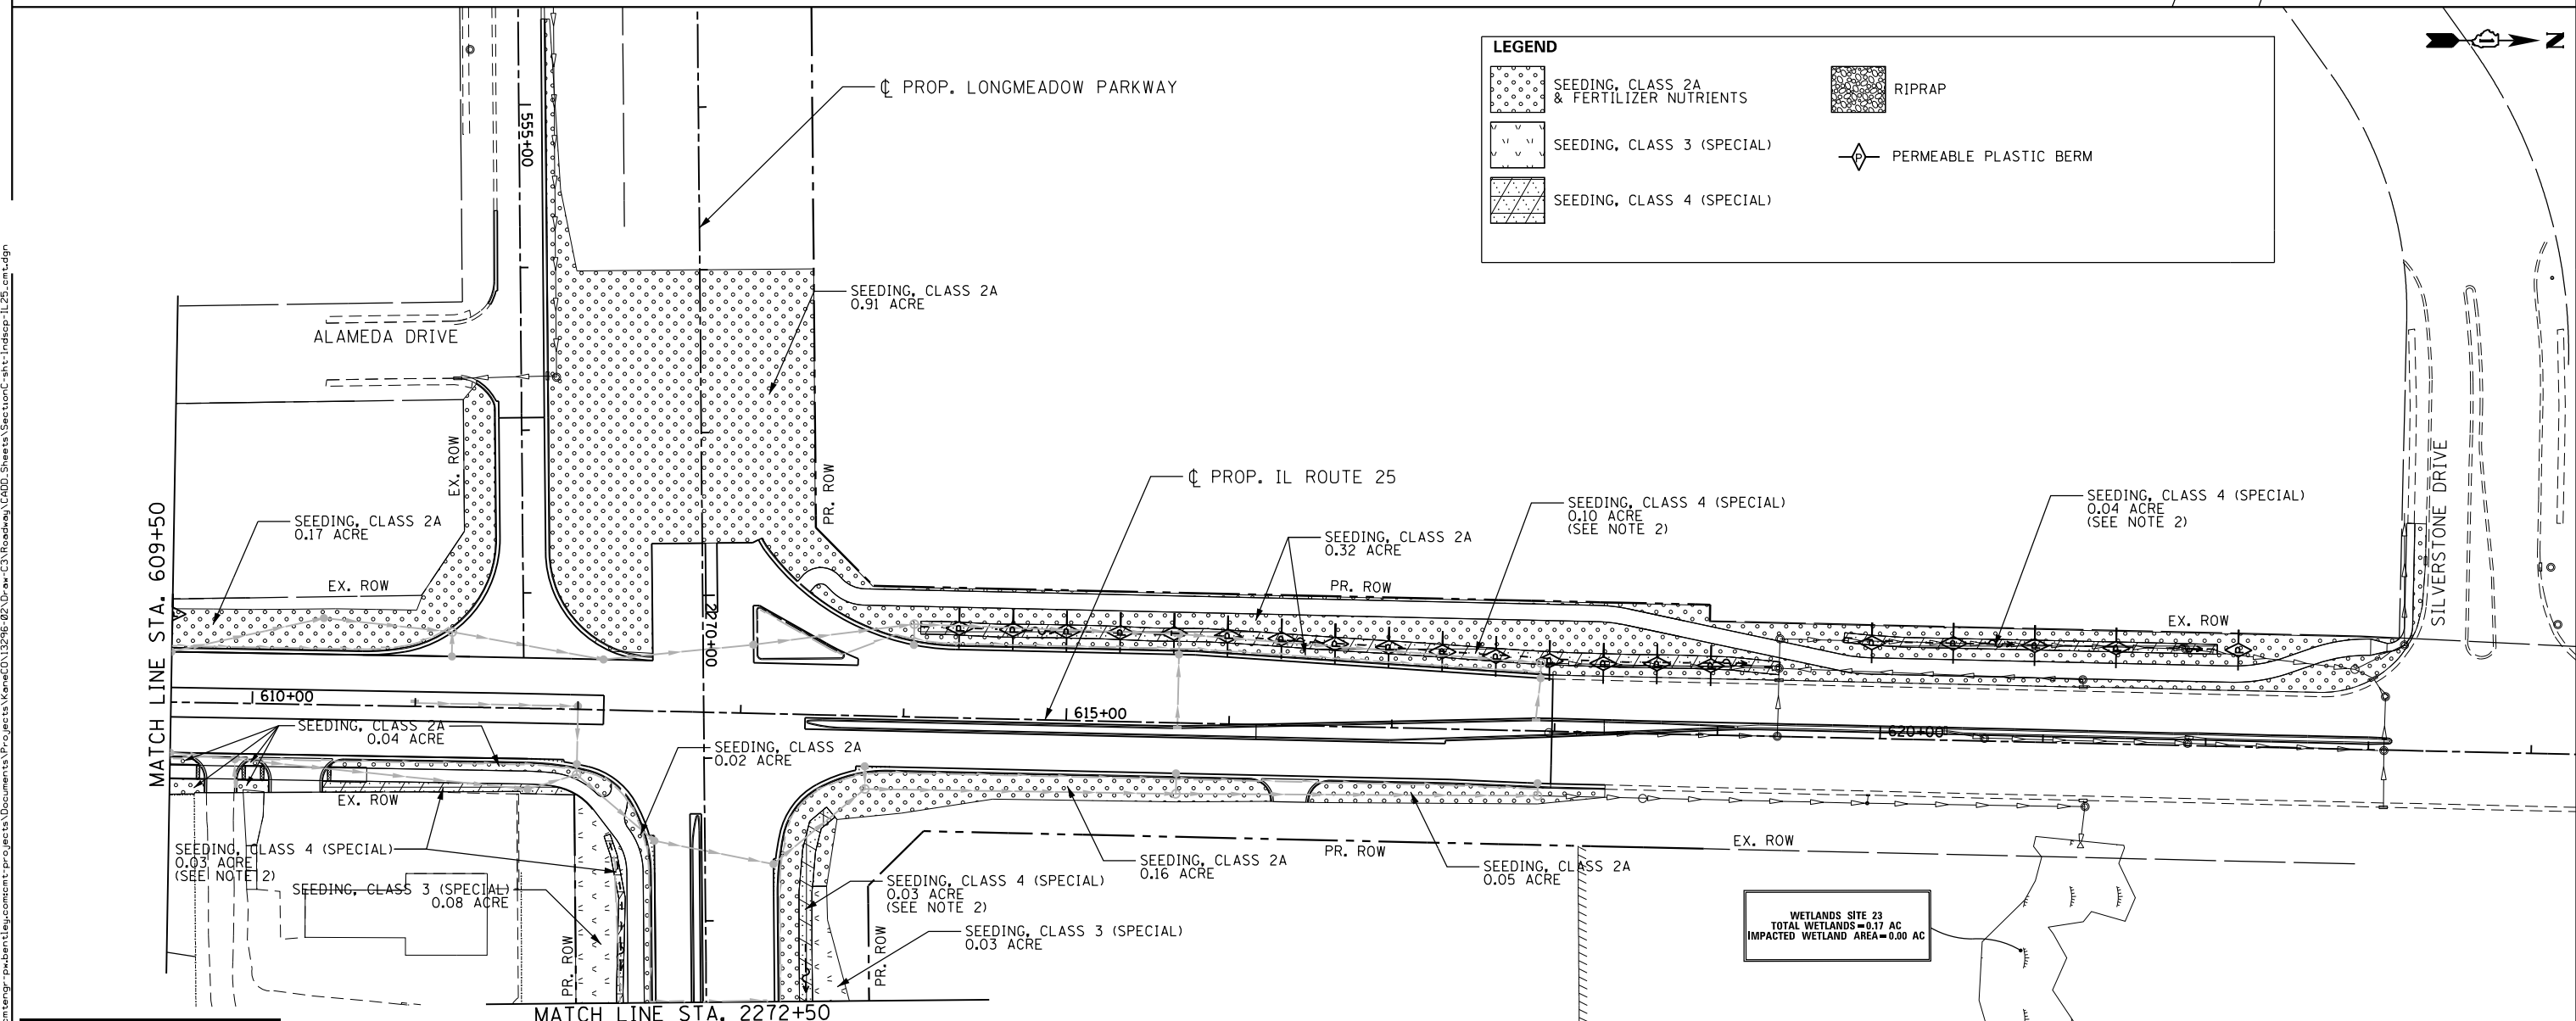 LEGEND
SEEDING, CLASS 2A
& FERTILIZER NUTRIENTS
SEEDING, CLASS 3 (SPECIAL)
SEEDING, CLASS 4 (SPECIAL)
RIPRAP
P
PERMEABLE PLASTIC BERM
N
℄ PROP. LONGMEADOW PARKWAY
555+00
SEEDING, CLASS 2A
0.91 ACRE
ALAMEDA DRIVE
EX. ROW
PR. ROW
℄ PROP. IL ROUTE 25
SEEDING, CLASS 4 (SPECIAL)
0.10 ACRE
(SEE NOTE 2)
SEEDING, CLASS 4 (SPECIAL)
0.04 ACRE
(SEE NOTE 2)
SILVERSTONE DRIVE
MATCH LINE STA. 609+50
SEEDING, CLASS 2A
0.17 ACRE
SEEDING, CLASS 2A
0.32 ACRE
EX. ROW
PR. ROW
EX. ROW
2270+00
610+00
615+00
620+00
SEEDING, CLASS 2A
0.04 ACRE
SEEDING, CLASS 2A
0.02 ACRE
EX. ROW
SEEDING, CLASS 4 (SPECIAL)
0.03 ACRE
(SEE NOTE 2)
SEEDING, CLASS 3 (SPECIAL)
0.08 ACRE
PR. ROW
SEEDING, CLASS 4 (SPECIAL)
0.03 ACRE
(SEE NOTE 2)
SEEDING, CLASS 3 (SPECIAL)
0.03 ACRE
PR. ROW
SEEDING, CLASS 2A
0.16 ACRE
PR. ROW
SEEDING, CLASS 2A
0.05 ACRE
EX. ROW
WETLANDS SITE 23
TOTAL WETLANDS=0.17 AC
IMPACTED WETLAND AREA=0.00 AC
MATCH LINE STA. 2272+50